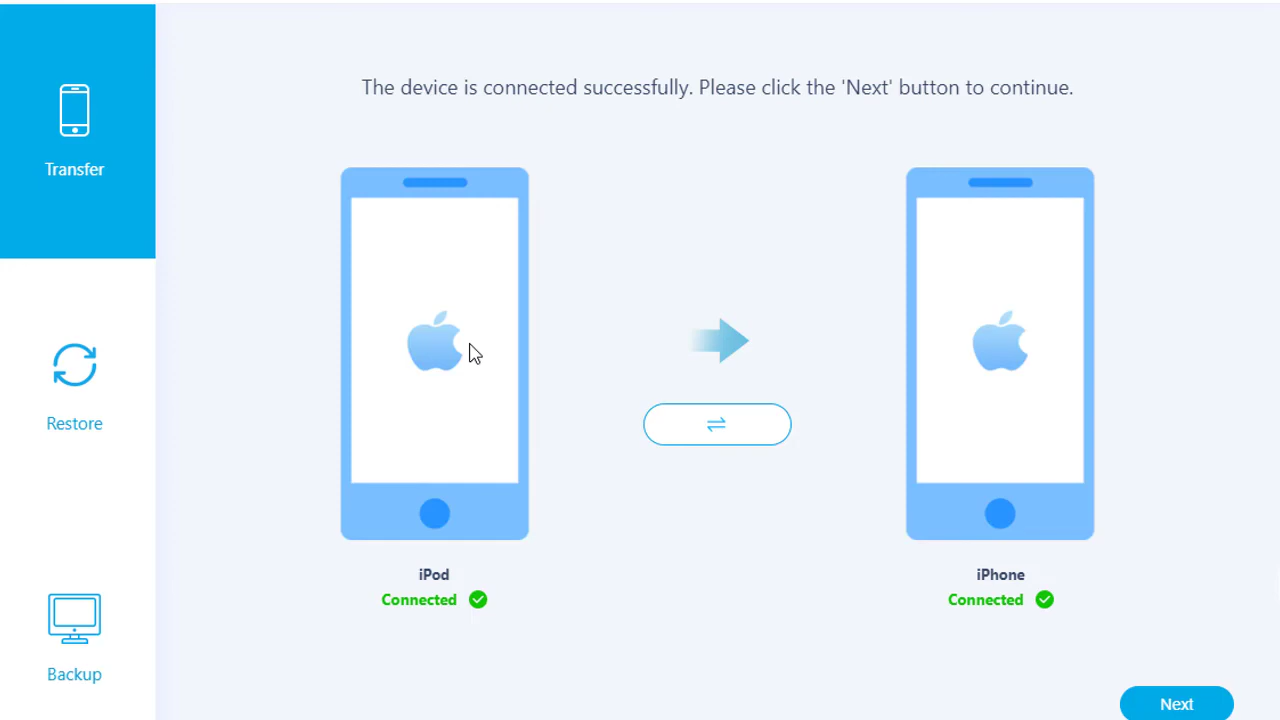 The device is connected successfully. Please click the 'Next' button to continue.
Transfer
Restore
Backup
iPod
Connected
iPhone
Connected
Next